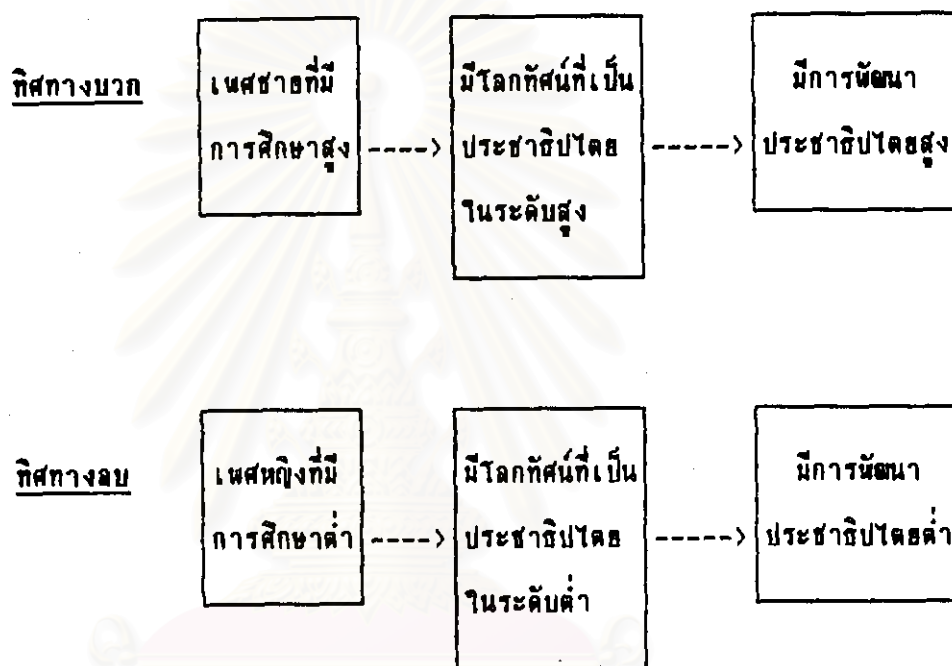 ทิศทางบวก
เพศชายที่มี
การศึกษาสูง
---->
มีโลกทัศน์ที่เป็น
ประชาธิปไตย
ในระดับสูง
----->
มีการพัฒนา
ประชาธิปไตยสูง
ทิศทางลบ
เพศหญิงที่มี
การศึกษาต่ำ
---->
มีโลกทัศน์ที่เป็น
ประชาธิปไตย
ในระดับต่ำ
----->
มีการพัฒนา
ประชาธิปไตยต่ำ